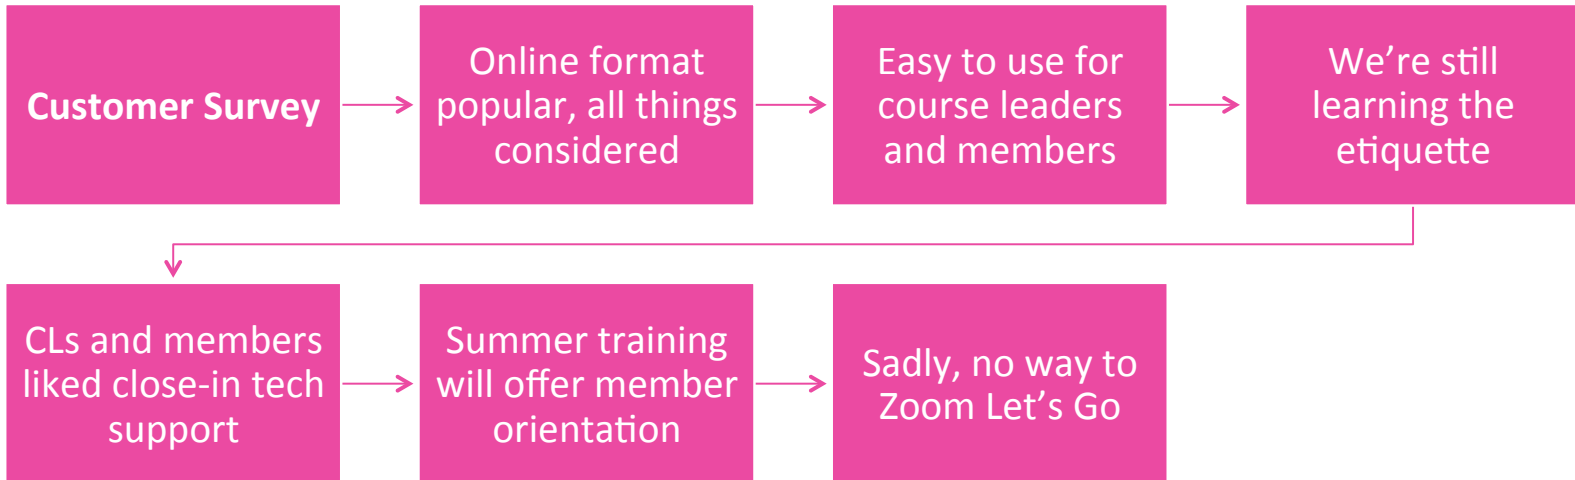 Customer Survey
Online format
popular, all things
considered
Easy to use for
course leaders
and members
We’re still
learning the
etiquette
CLs and members
liked close-in tech
support
Summer training
will offer member
orientation
Sadly, no way to
Zoom Let’s Go